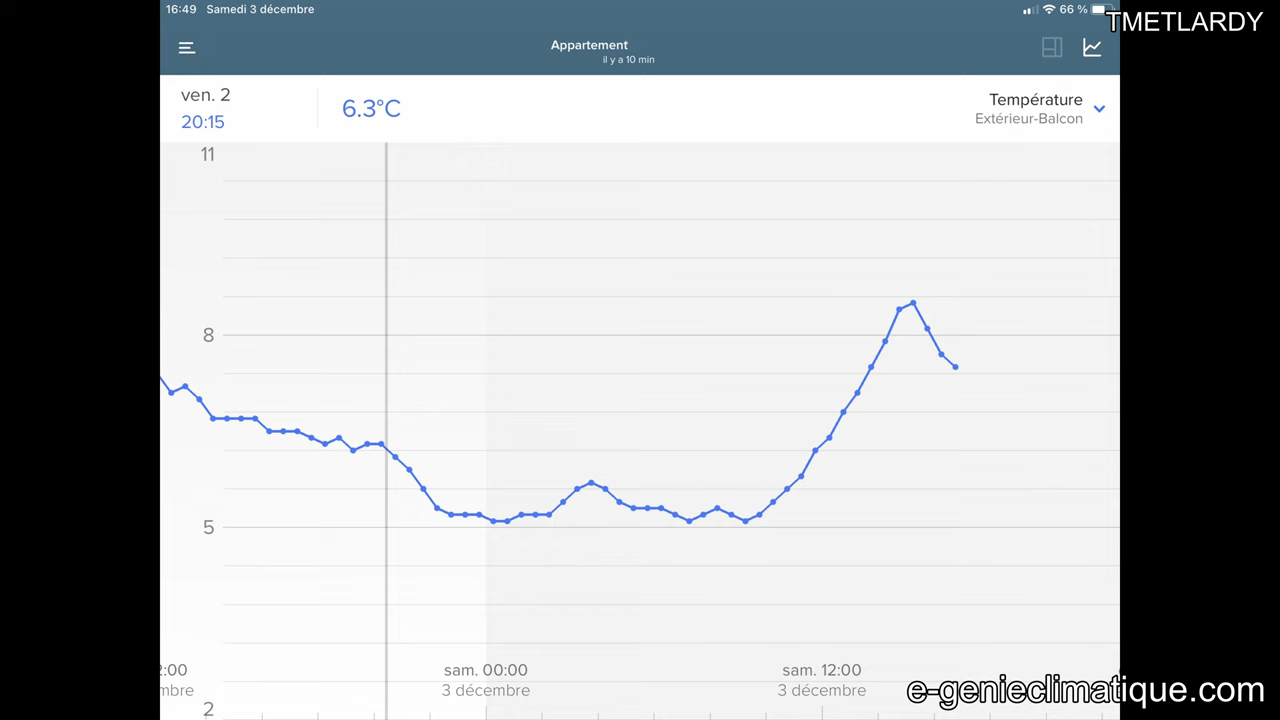 16:49 Samedi 3 décembre
66 %
TMETLARDY
Appartement
il y a 10 min
ven. 2
20:15
6.3°C
Température
Extérieur-Balcon
11
8
5
2
2:00
mbre
sam. 00:00
3 décembre
sam. 12:00
3 décembre
e-genieclimatique.com